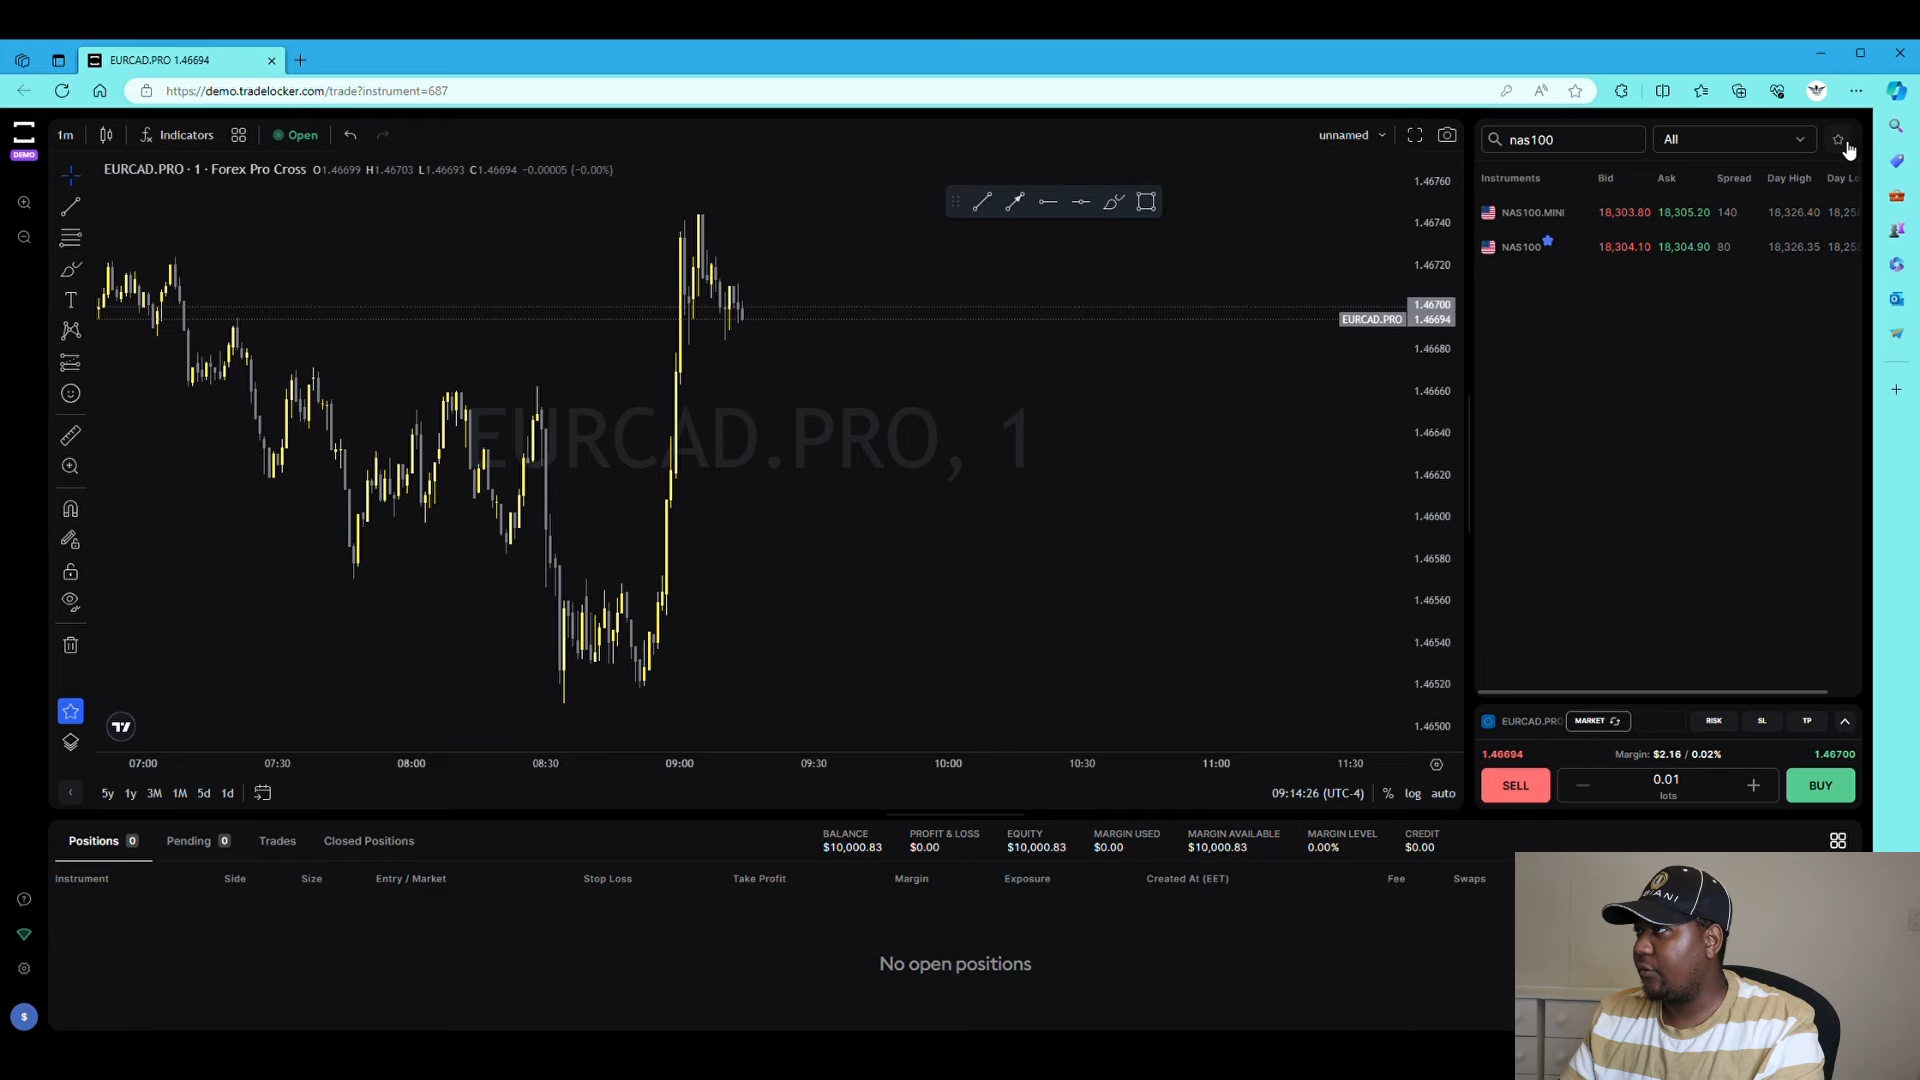 EURCAD.PRO 1.46694
https://demo.tradelocker.com/trade?instrument=687
DEMO
1m
Indicators
Open
unnamed
EURCAD.PRO · 1 · Forex Pro Cross O1.46699 H1.46703 L1.46693 C1.46694 -0.00005 (-0.00%)
EURCAD.PRO, 1
1.46760
1.46740
1.46720
1.46700
EURCAD.PRO 1.46694
1.46680
1.46660
1.46640
1.46620
1.46600
1.46580
1.46560
1.46540
1.46520
1.46500
07:00 07:30 08:00 08:30 09:00 09:30 10:00 10:30 11:00 11:30
5y 1y 3M 1M 5d 1d
09:14:26 (UTC-4) % log auto
nas100
All
Instruments Bid Ask Spread Day High Day Lo
NAS100.MINI 18,303.80 18,305.20 140 18,326.40 18,25
NAS100 18,304.10 18,304.90 80 18,326.35 18,25
EURCAD.PRO MARKET RISK SL TP
1.46694 Margin: $2.16 / 0.02% 1.46700
SELL 0.01 BUY
lots
Positions 0 Pending 0 Trades Closed Positions
BALANCE PROFIT & LOSS EQUITY MARGIN USED MARGIN AVAILABLE MARGIN LEVEL CREDIT
$10,000.83 $0.00 $10,000.83 $0.00 $10,000.83 0.00% $0.00
Instrument Side Size Entry / Market Stop Loss Take Profit Margin Exposure Created At (EET) Fee Swaps
No open positions
$